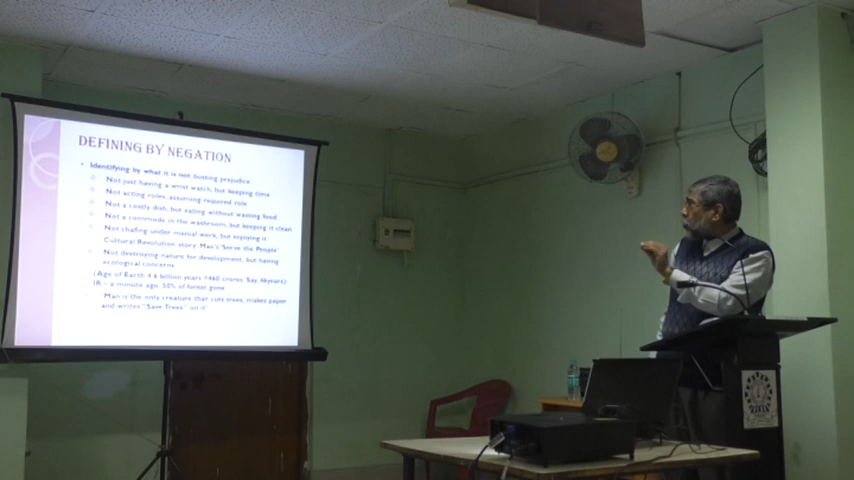 DEFINING BY NEGATION
Identifying by what it is not busting prejudice
Not just having a wrist watch, but keeping time
Not acting roles, assuming required role
Not a costly dish, but eating without wasting food
Not a commode in the washroom, but keeping it clean
Not chafing under manial work, but enjoying it
Cultural Revolution story: Mao's 'Serve the People'
Not destroying nature for development, but having
ecological concerns
(Age of Earth 4.6 billion years =460 crores. Say, 46years)
IR – a minute ago. 50% of forest gone.
Man is the only creature that cuts trees, makes paper
and writes "Save Trees" on it"